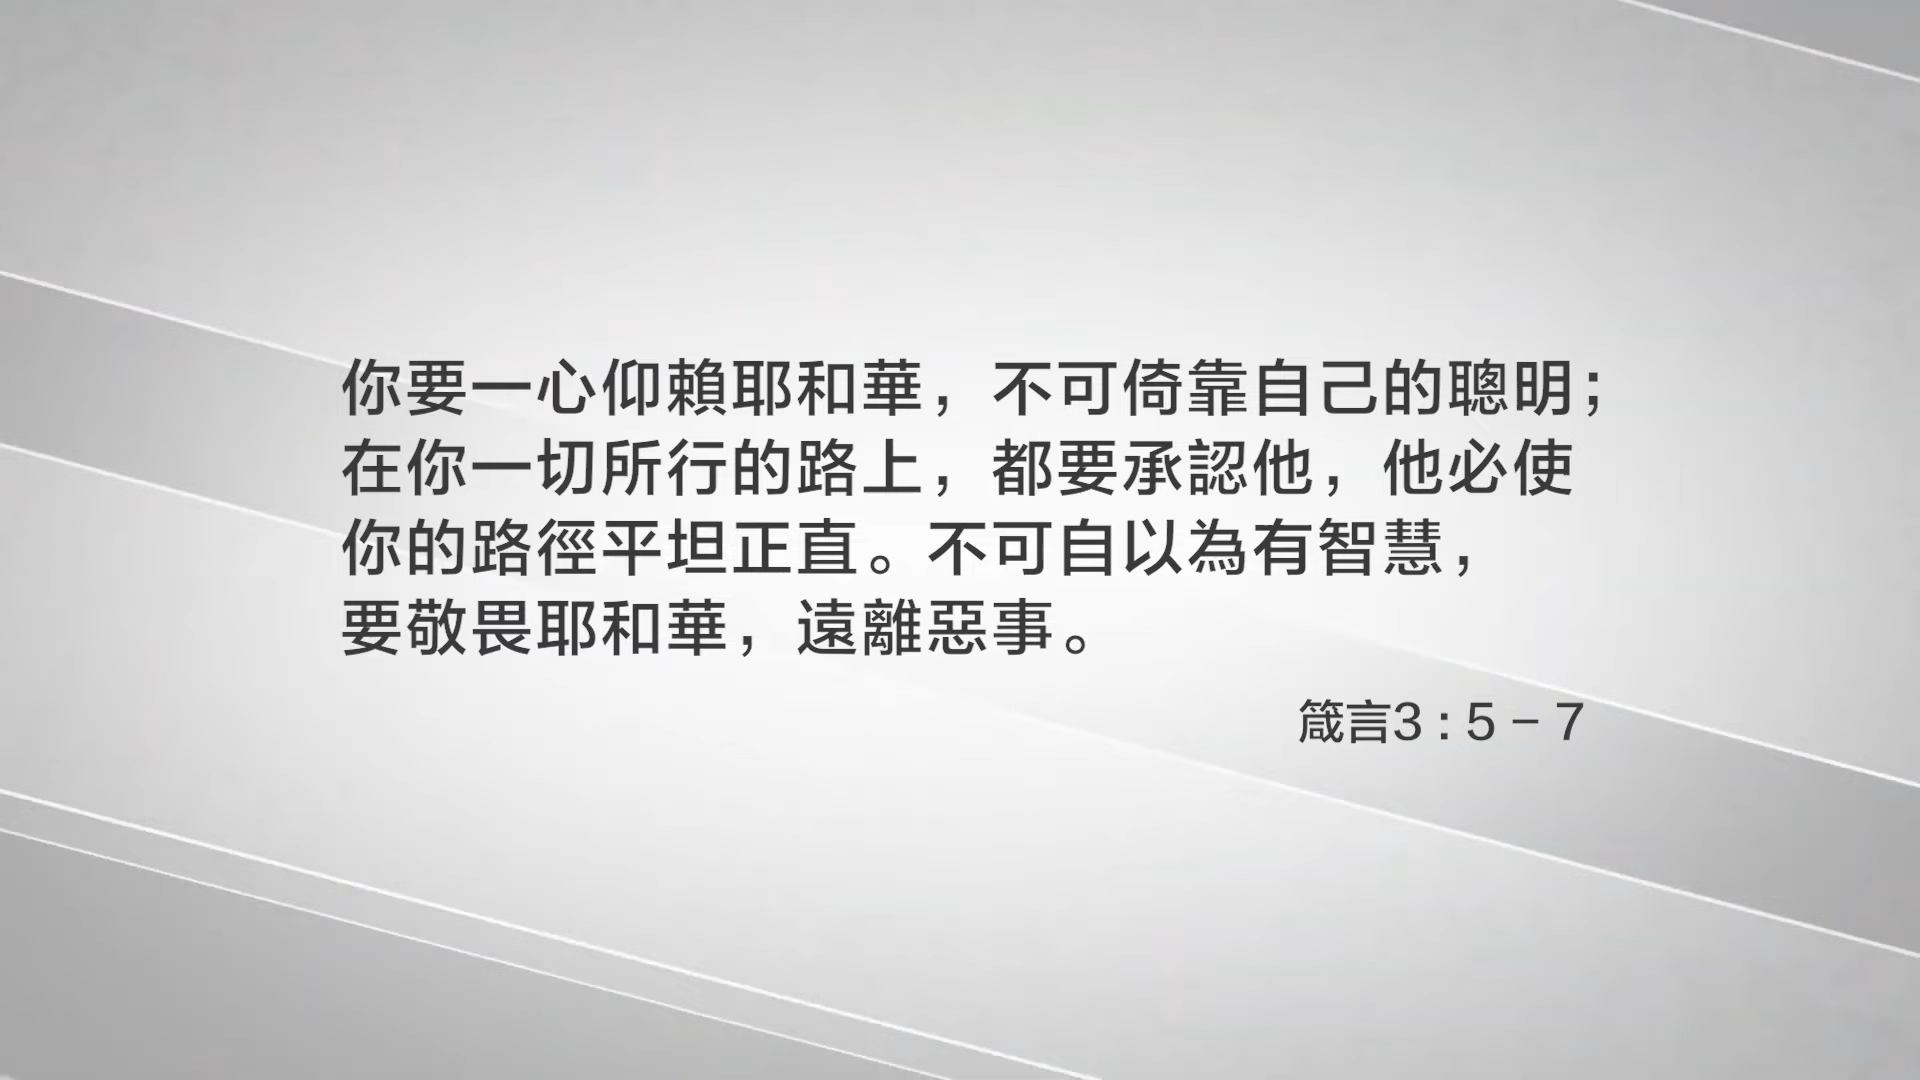 你要一心仰賴耶和華，不可倚靠自己的聰明；
在你一切所行的路上，都要承認他，他必使
你的路徑平坦正直。不可自以為有智慧，
要敬畏耶和華，遠離惡事。
箴言3：5－7